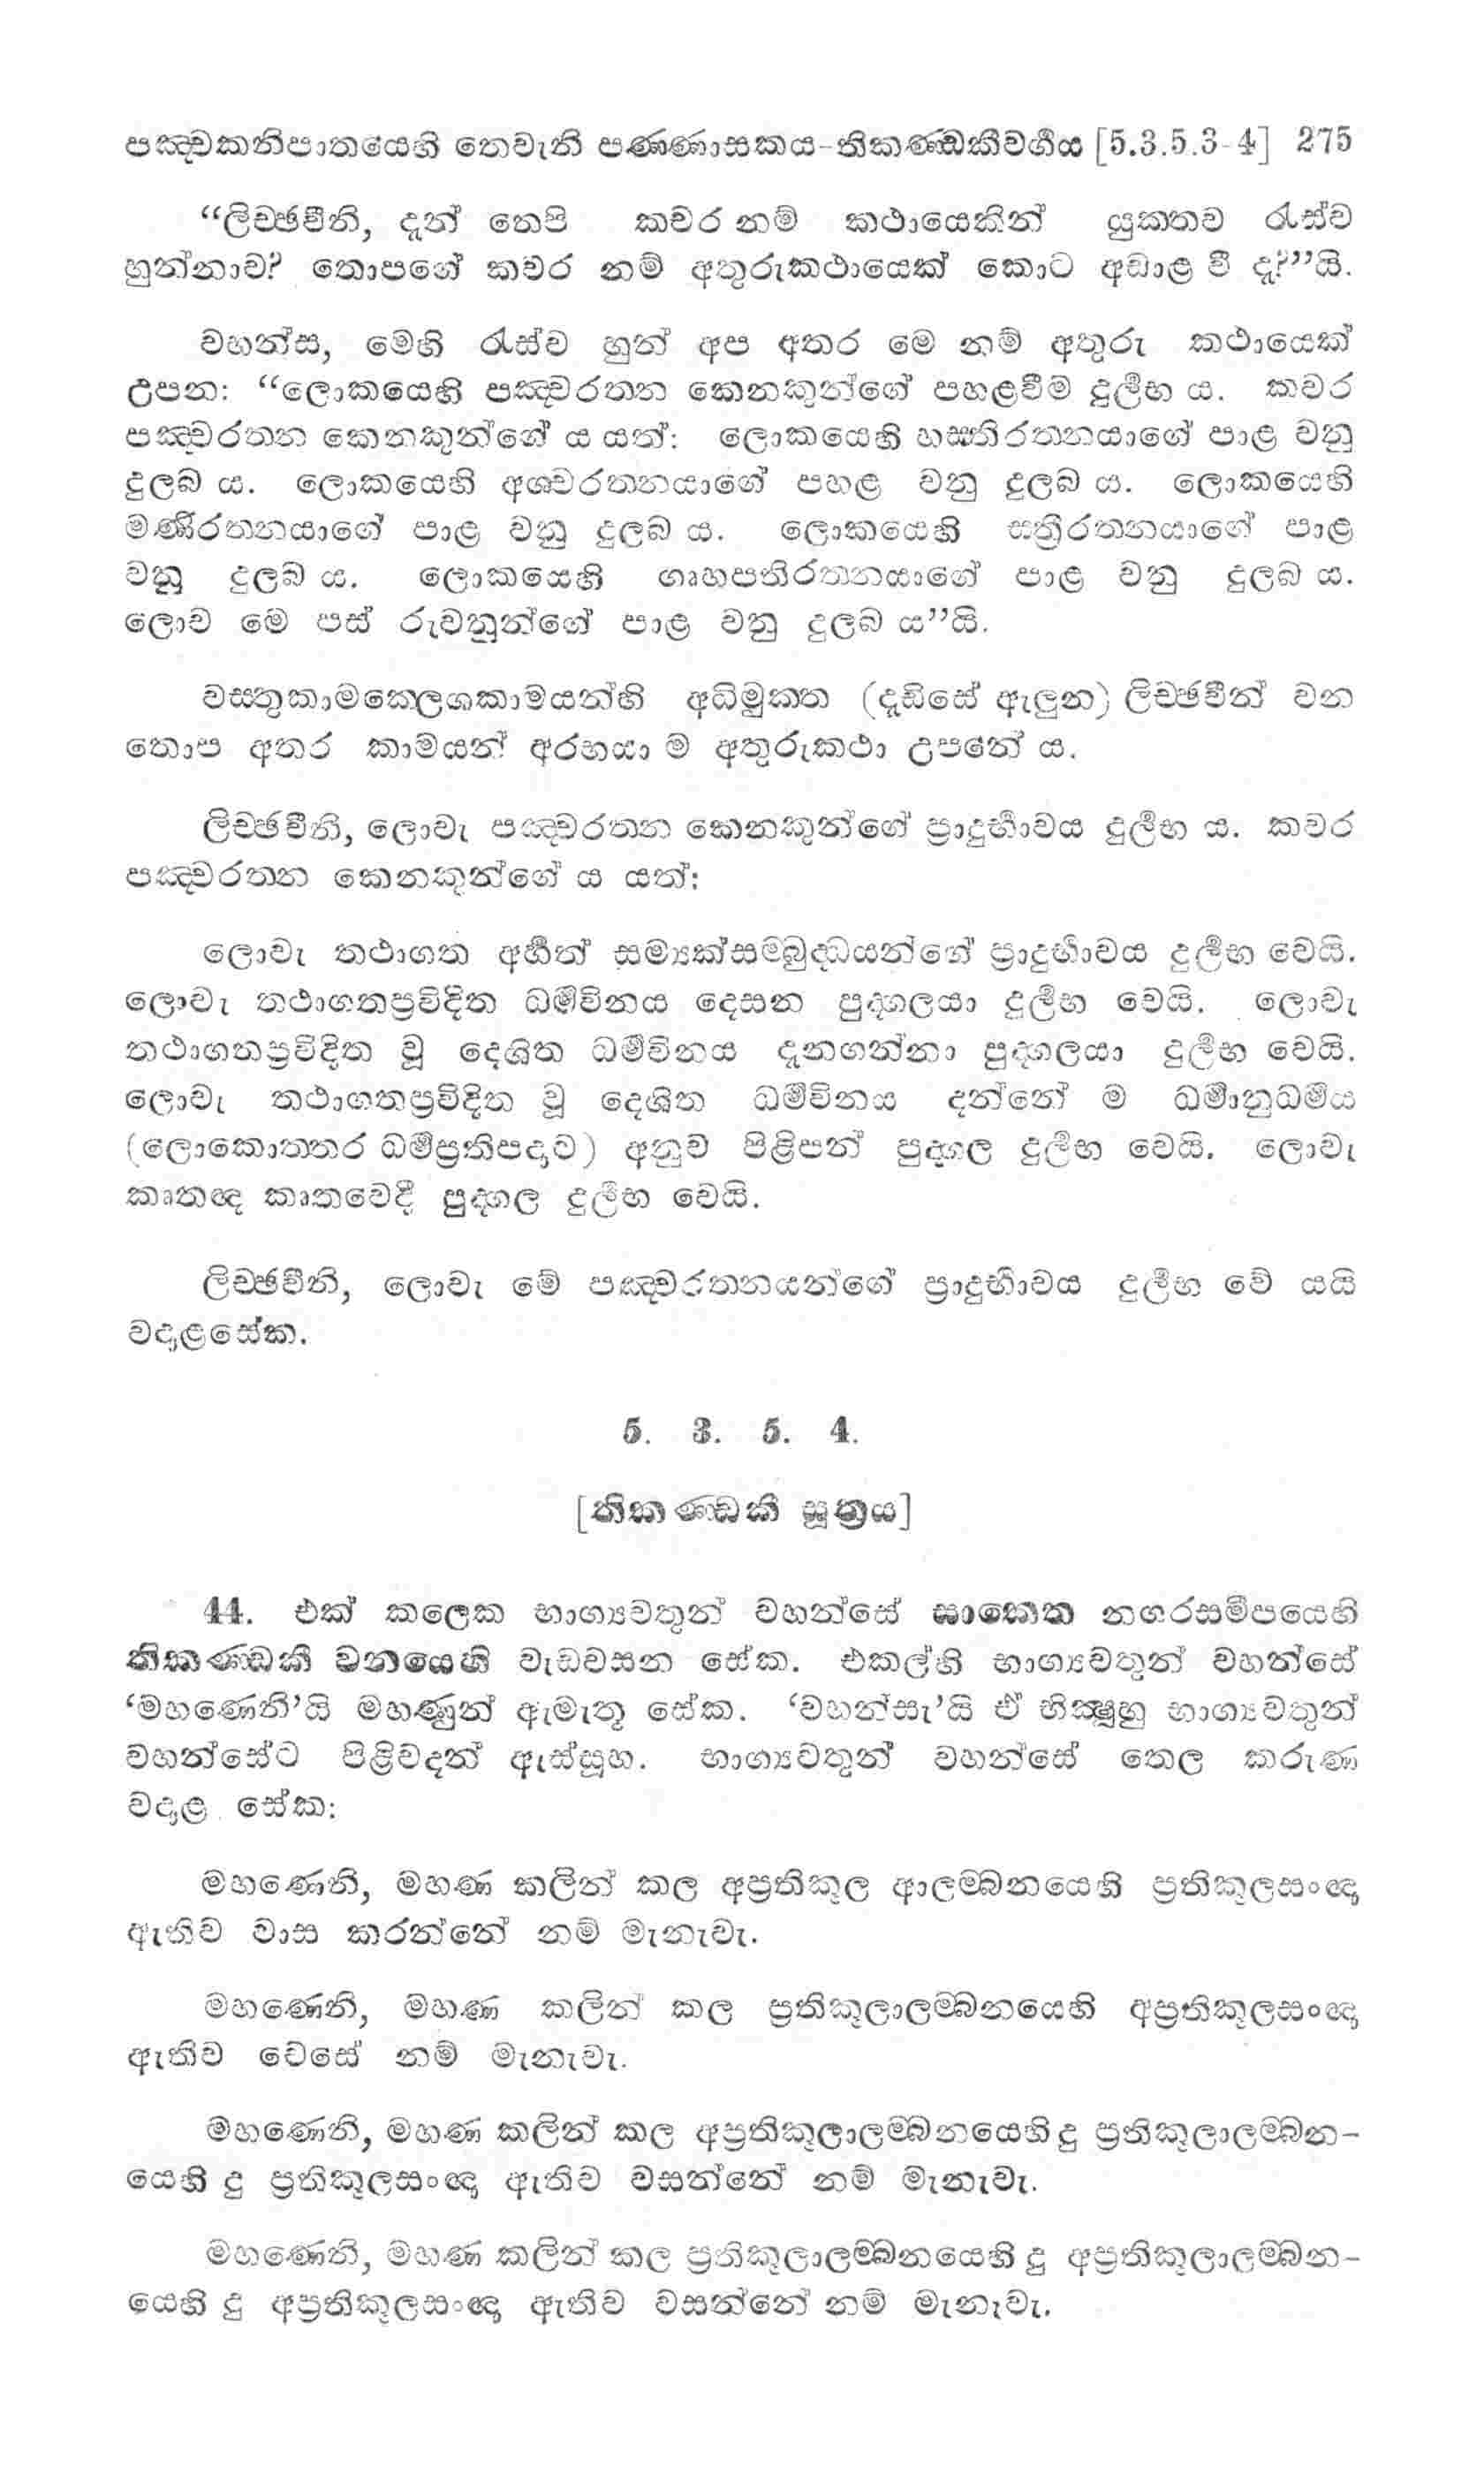 පඤ්චකනිපාතයෙහි තෙවැනි පණ්ණාසකය-තිකණ්ඩකීවර්ගය [5.3.5.3-4] 275
“ලිච්ඡවීනි, දැන් තෙපි කවර නම් කථායෙකින් යුක්තව රැස්ව
හුන්නාව? තොපගේ කවර නම් අතුරුකථායෙක් කොට අඩාළ වී ද?”යි.
වහන්ස, මෙහි රැස්ව හුන් අප අතර මෙ නම් අතුරු කථායෙක්
උපන: “ලොකයෙහි පඤ්චරත්න කෙනකුන්ගේ පහළවීම දුර්ලභ ය. කවර
පඤ්චරත්න කෙනකුන්ගේ ය යත්: ලොකයෙහි හස්තිරත්නයාගේ පාළ වනු
දුලබ ය. ලොකයෙහි අශ්වරත්නයාගේ පහළ වනු දුලබ ය. ලොකයෙහි
මණිරත්නයාගේ පාළ වනු දුලබ ය. ලොකයෙහි ස්ත්‍රීරත්නයාගේ පාළ
වනු දුලබ ය. ලොකයෙහි ගෘහපතිරත්නයාගේ පාළ වනු දුලබ ය.
ලොව මෙ පස් රුවනුන්ගේ පාළ වනු දුලබ ය”යි.
වස්තුකාමක්ලෙශකාමයන්හි අධිමුක්ත (දැඩිසේ ඇලුන) ලිච්ඡවීන් වන
තොප අතර කාමයන් අරභයා ම අතුරුකථා උපනේ ය.
ලිච්ඡවීනි, ලොවැ පඤ්චරත්න කෙනකුන්ගේ ප්‍රාදුර්භාවය දුර්ලභ ය. කවර
පඤ්චරත්න කෙනකුන්ගේ ය යත්:
ලොවැ තථාගත අර්හත් සම්‍යක්සම්බුද්ධයන්ගේ ප්‍රාදුර්භාවය දුර්ලභ වෙයි.
ලොවැ තථාගතප්‍රවිදිත ධර්මවිනය දෙසන පුද්ගලයා දුර්ලභ වෙයි. ලොවැ
තථාගතප්‍රවිදිත වූ දෙශිත ධර්මවිනය දැනගන්නා පුද්ගලයා දුර්ලභ වෙයි.
ලොවැ තථාගතප්‍රවිදිත වූ දෙශිත ධර්මවිනය දන්නේ ම ධර්මානුධර්මය
(ලොකොත්තර ධර්මප්‍රතිපදාව) අනුව පිළිපන් පුද්ගල දුර්ලභ වෙයි. ලොවැ
කෘතඥ කෘතවෙදී පුද්ගල දුර්ලභ වෙයි.
ලිච්ඡවීනි, ලොවැ මේ පඤ්චරත්නයන්ගේ ප්‍රාදුර්භාවය දුර්ලභ වේ යයි
වදාළසේක.
5. 3. 5. 4.
[තිකණ්ඩකී සූත්‍රය]
44. එක් කලෙක භාග්‍යවතුන් වහන්සේ සාකෙත නගරසමීපයෙහි
තිකණ්ඩකී වනයෙහි වැඩවසන සේක. එකල්හි භාග්‍යවතුන් වහන්සේ
‘මහණෙනි’යි මහණුන් ඇමැතූ සේක. ‘වහන්සැ’යි ඒ භික්ෂූහු භාග්‍යවතුන්
වහන්සේට පිළිවදන් ඇස්සූහ. භාග්‍යවතුන් වහන්සේ තෙල කරුණ
වදාළ සේක:
මහණෙනි, මහණ කලින් කල අප්‍රතිකූල ආලම්බනයෙහි ප්‍රතිකූලසංඥා
ඇතිව වාස කරන්නේ නම් මැනැවැ.
මහණෙනි, මහණ කලින් කල ප්‍රතිකූලාලම්බනයෙහි අප්‍රතිකූලසංඥා
ඇතිව වෙසේ නම් මැනැවැ.
මහණෙනි, මහණ කලින් කල අප්‍රතිකූලාලම්බනයෙහි දු ප්‍රතිකූලාලම්බන-
යෙහි දු ප්‍රතිකූලසංඥා ඇතිව වසන්නේ නම් මැනැවැ.
මහණෙනි, මහණ කලින් කල ප්‍රතිකූලාලම්බනයෙහි දු අප්‍රතිකූලාලම්බන-
යෙහි දු අප්‍රතිකූලසංඥා ඇතිව වසන්නේ නම් මැනැවැ.